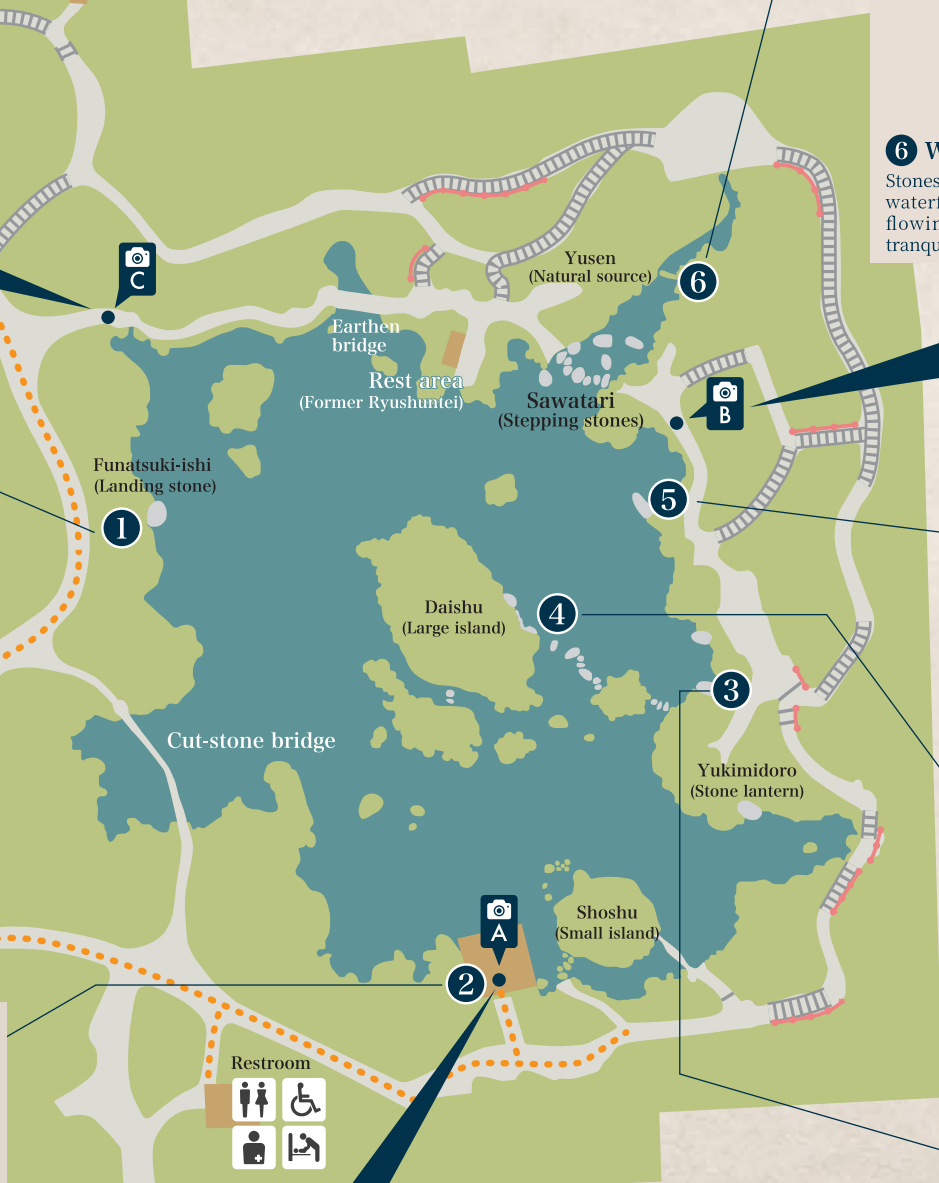 6 W
Stones
waterf
flowin
tranqu
C
Yusen
(Natural source)
6
Earthen
bridge
Rest area
(Former Ryushuntei)
Sawatari
(Stepping stones)
B
Funatsuki-ishi
(Landing stone)
1
5
Daishu
(Large island)
4
3
Cut-stone bridge
Yukimidoro
(Stone lantern)
A
Shoshu
(Small island)
2
Restroom